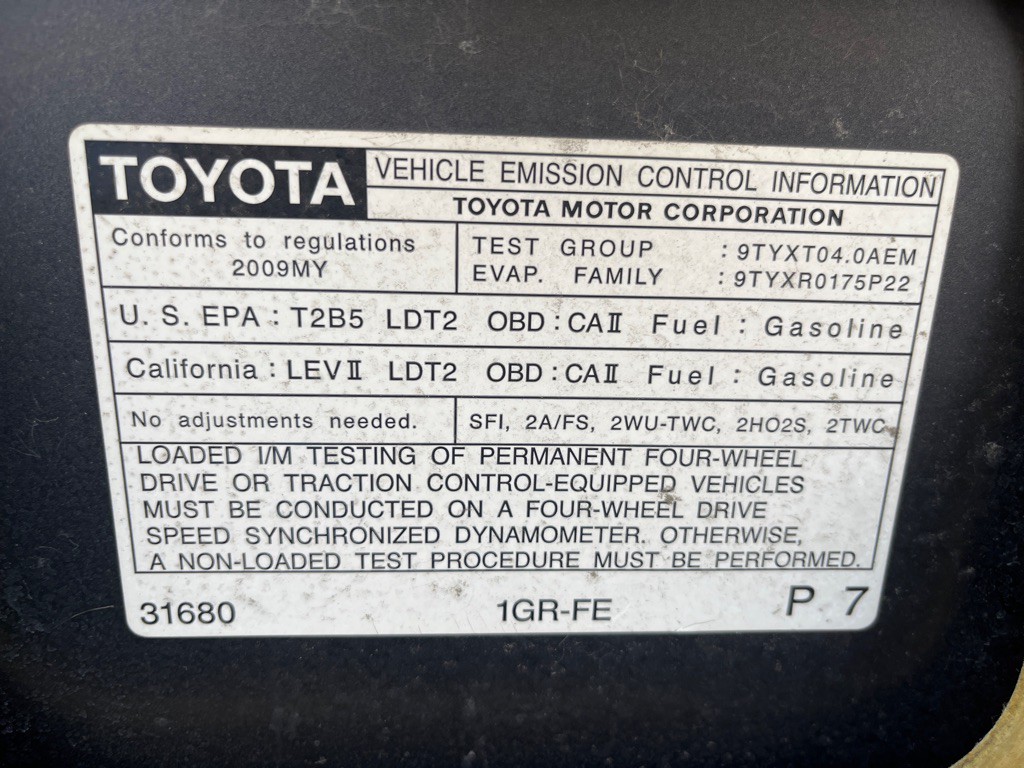 TOYOTA VEHICLE EMISSION CONTROL INFORMATION
TOYOTA MOTOR CORPORATION
Conforms to regulations
2009MY
TEST GROUP : 9TYXT04.0AEM
EVAP. FAMILY : 9TYXR0175P22
U. S. EPA : T2B5 LDT2 OBD : CAⅡ Fuel : Gasoline
California : LEVⅡ LDT2 OBD : CAⅡ Fuel : Gasoline
No adjustments needed. SFI, 2A/FS, 2WU-TWC, 2HO2S, 2TWC
LOADED I/M TESTING OF PERMANENT FOUR-WHEEL
DRIVE OR TRACTION CONTROL-EQUIPPED VEHICLES
MUST BE CONDUCTED ON A FOUR-WHEEL DRIVE
SPEED SYNCHRONIZED DYNAMOMETER. OTHERWISE,
A NON-LOADED TEST PROCEDURE MUST BE PERFORMED.
31680 1GR-FE P 7